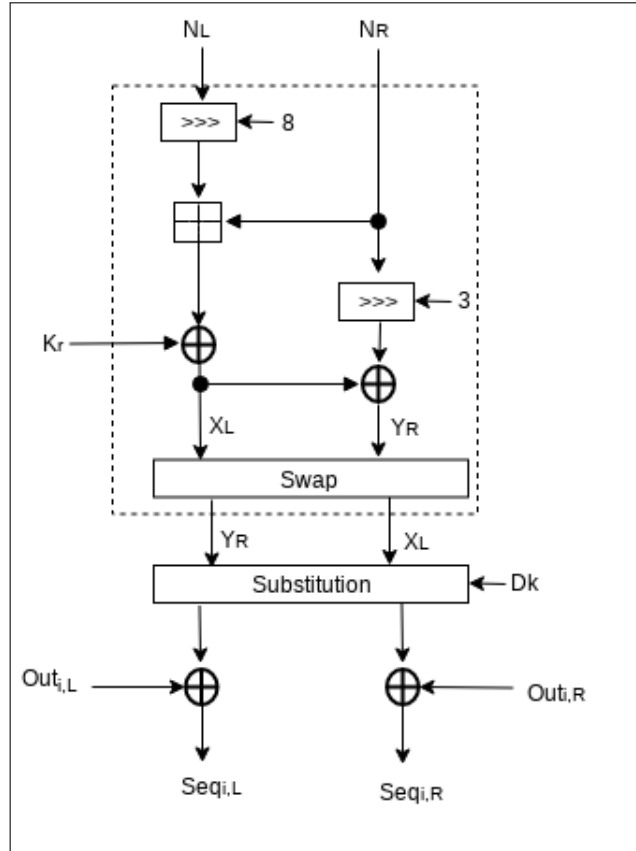 NL NR
>>> 8
>>> 3
Kr
XL YR
Swap
YR XL
Substitution Dk
Outi,L Outi,R
Seqi,L Seqi,R